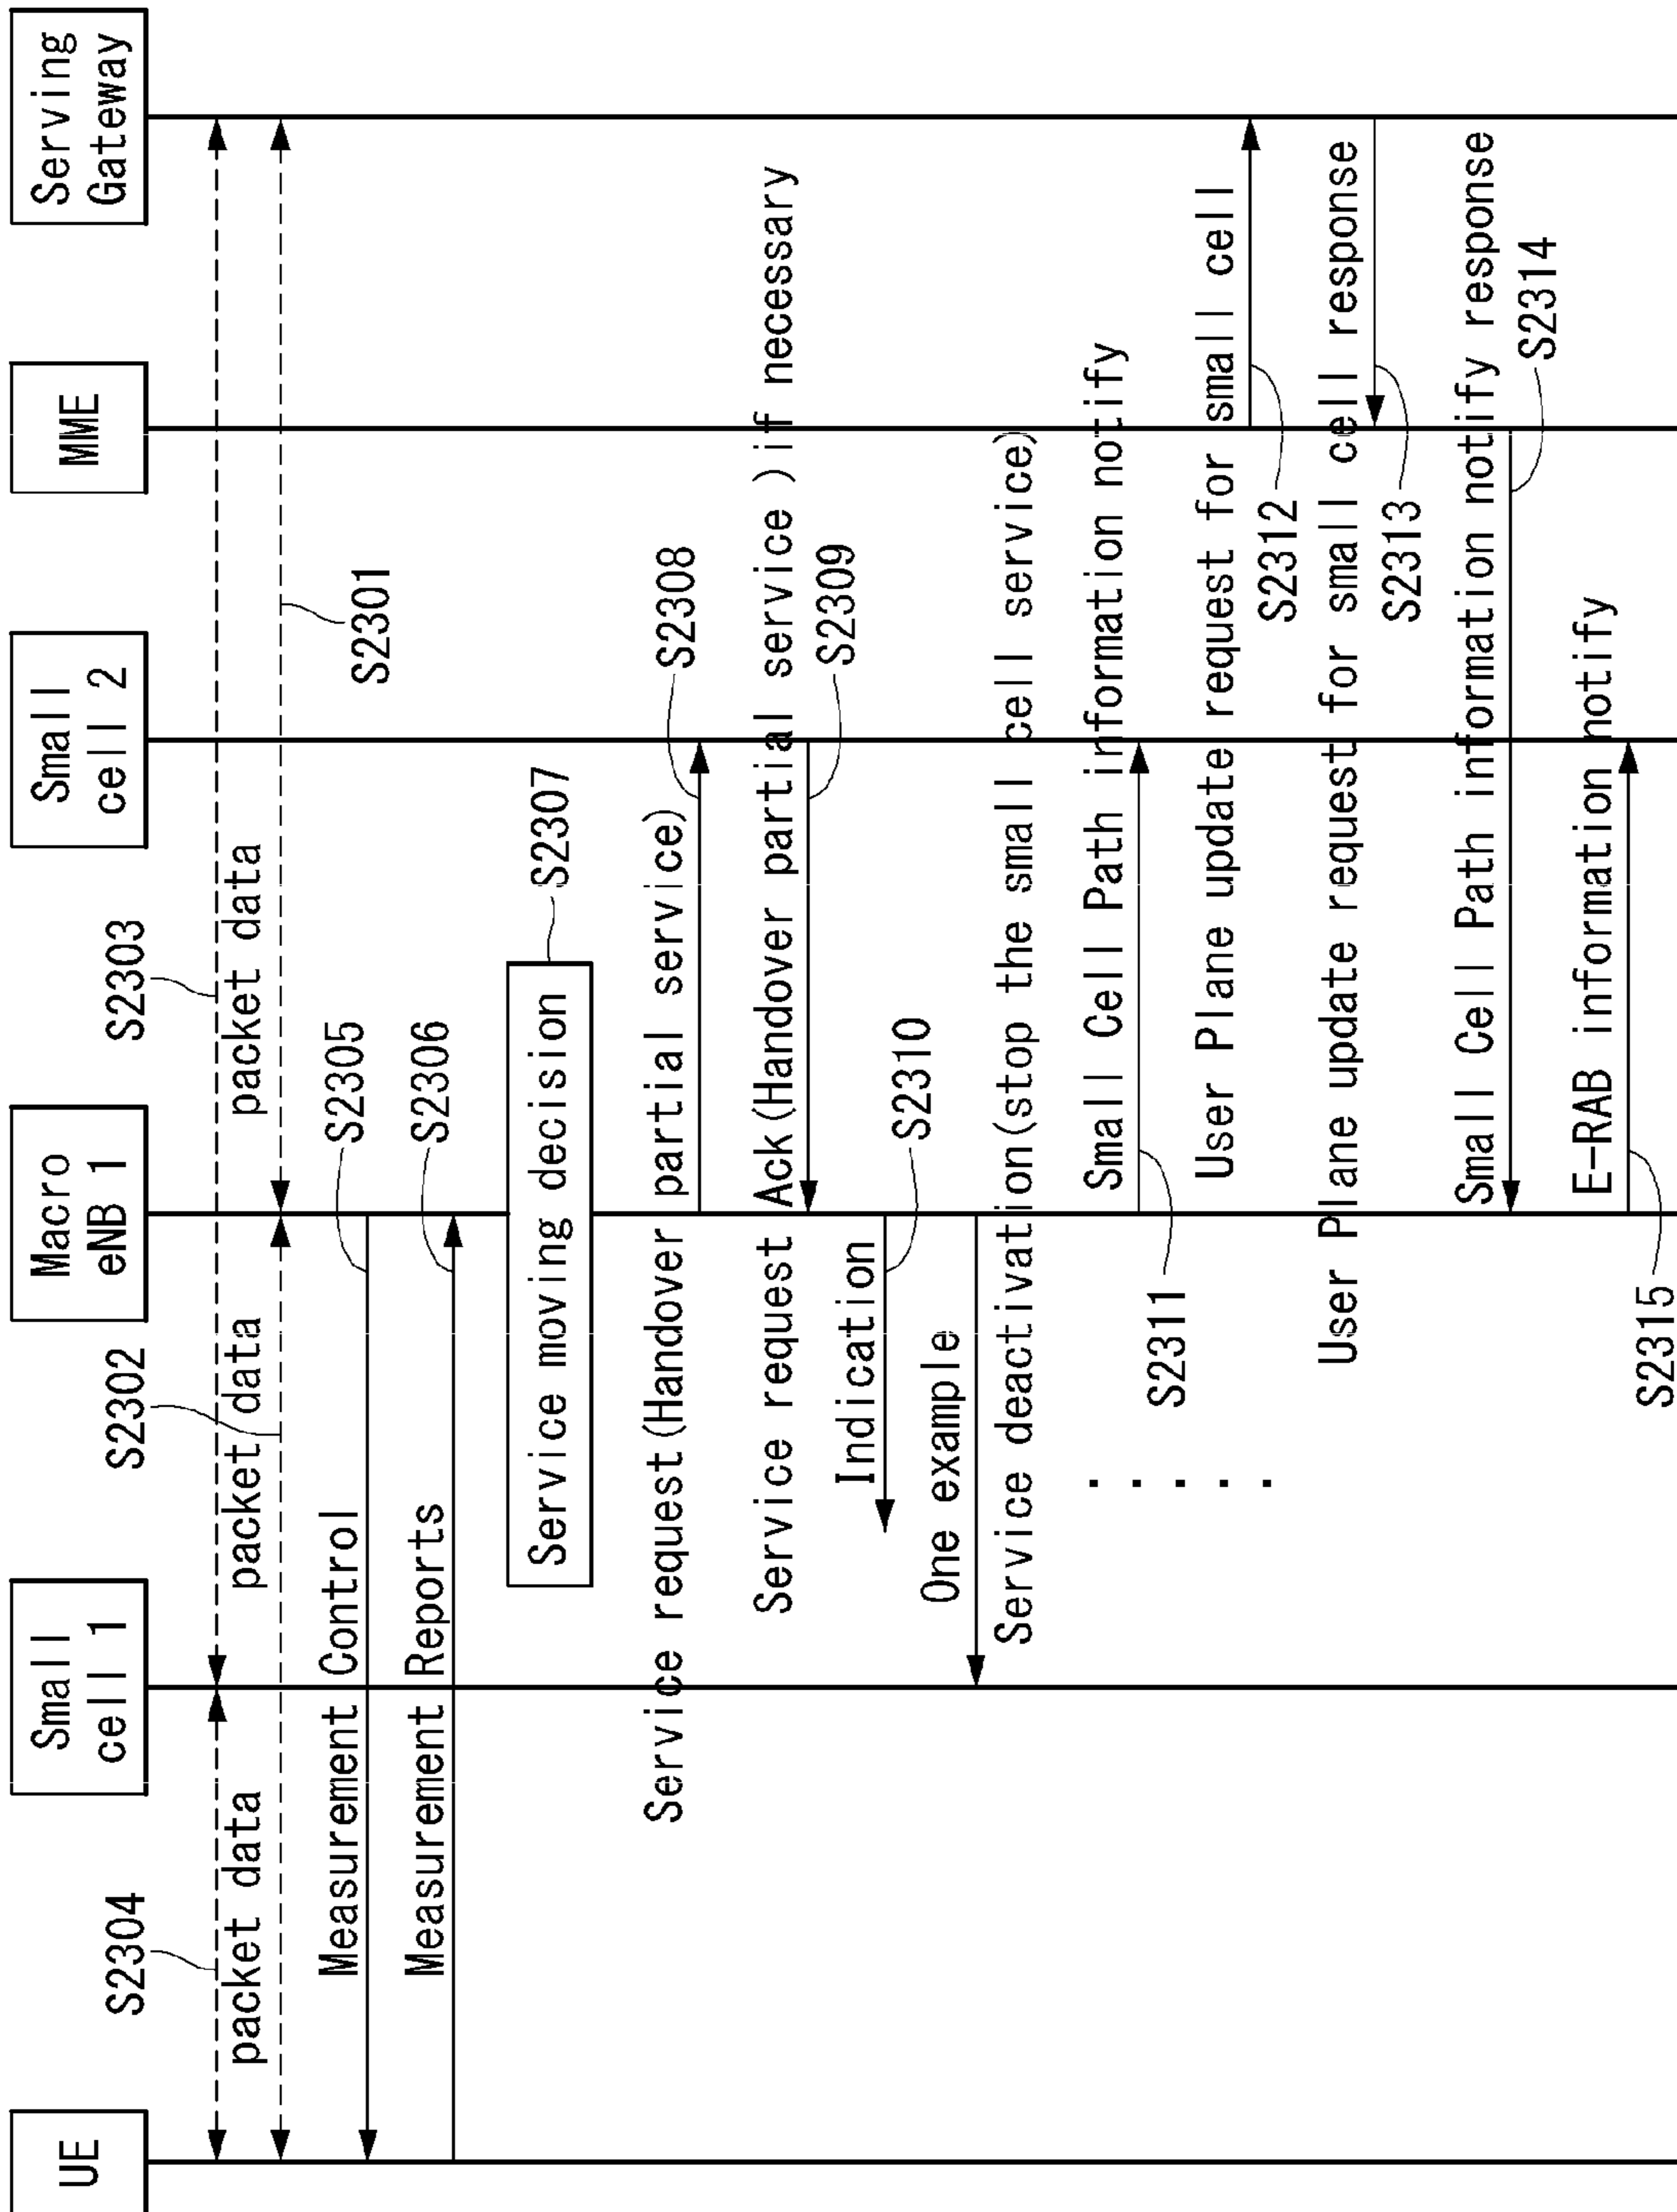 UE
Small
cell 1
Macro
eNB 1
Small
cell 2
MME
Serving
Gateway
S2304
S2302
S2303
packet data
packet data
packet data
S2301
Measurement Control
S2305
Measurement Reports
S2306
Service moving decision
S2307
Service request(Handover partial service)
S2308
Service request Ack(Handover partial service )if necessary
S2309
Indication
S2310
One example
Service deactivation(stop the small cell service)
. . . . .
Small Cell Path information notify
S2311
User Plane update request for small cell
S2312
User Plane update request for small cell response
S2313
Small Cell Path information notify response
S2314
E-RAB information notify
S2315